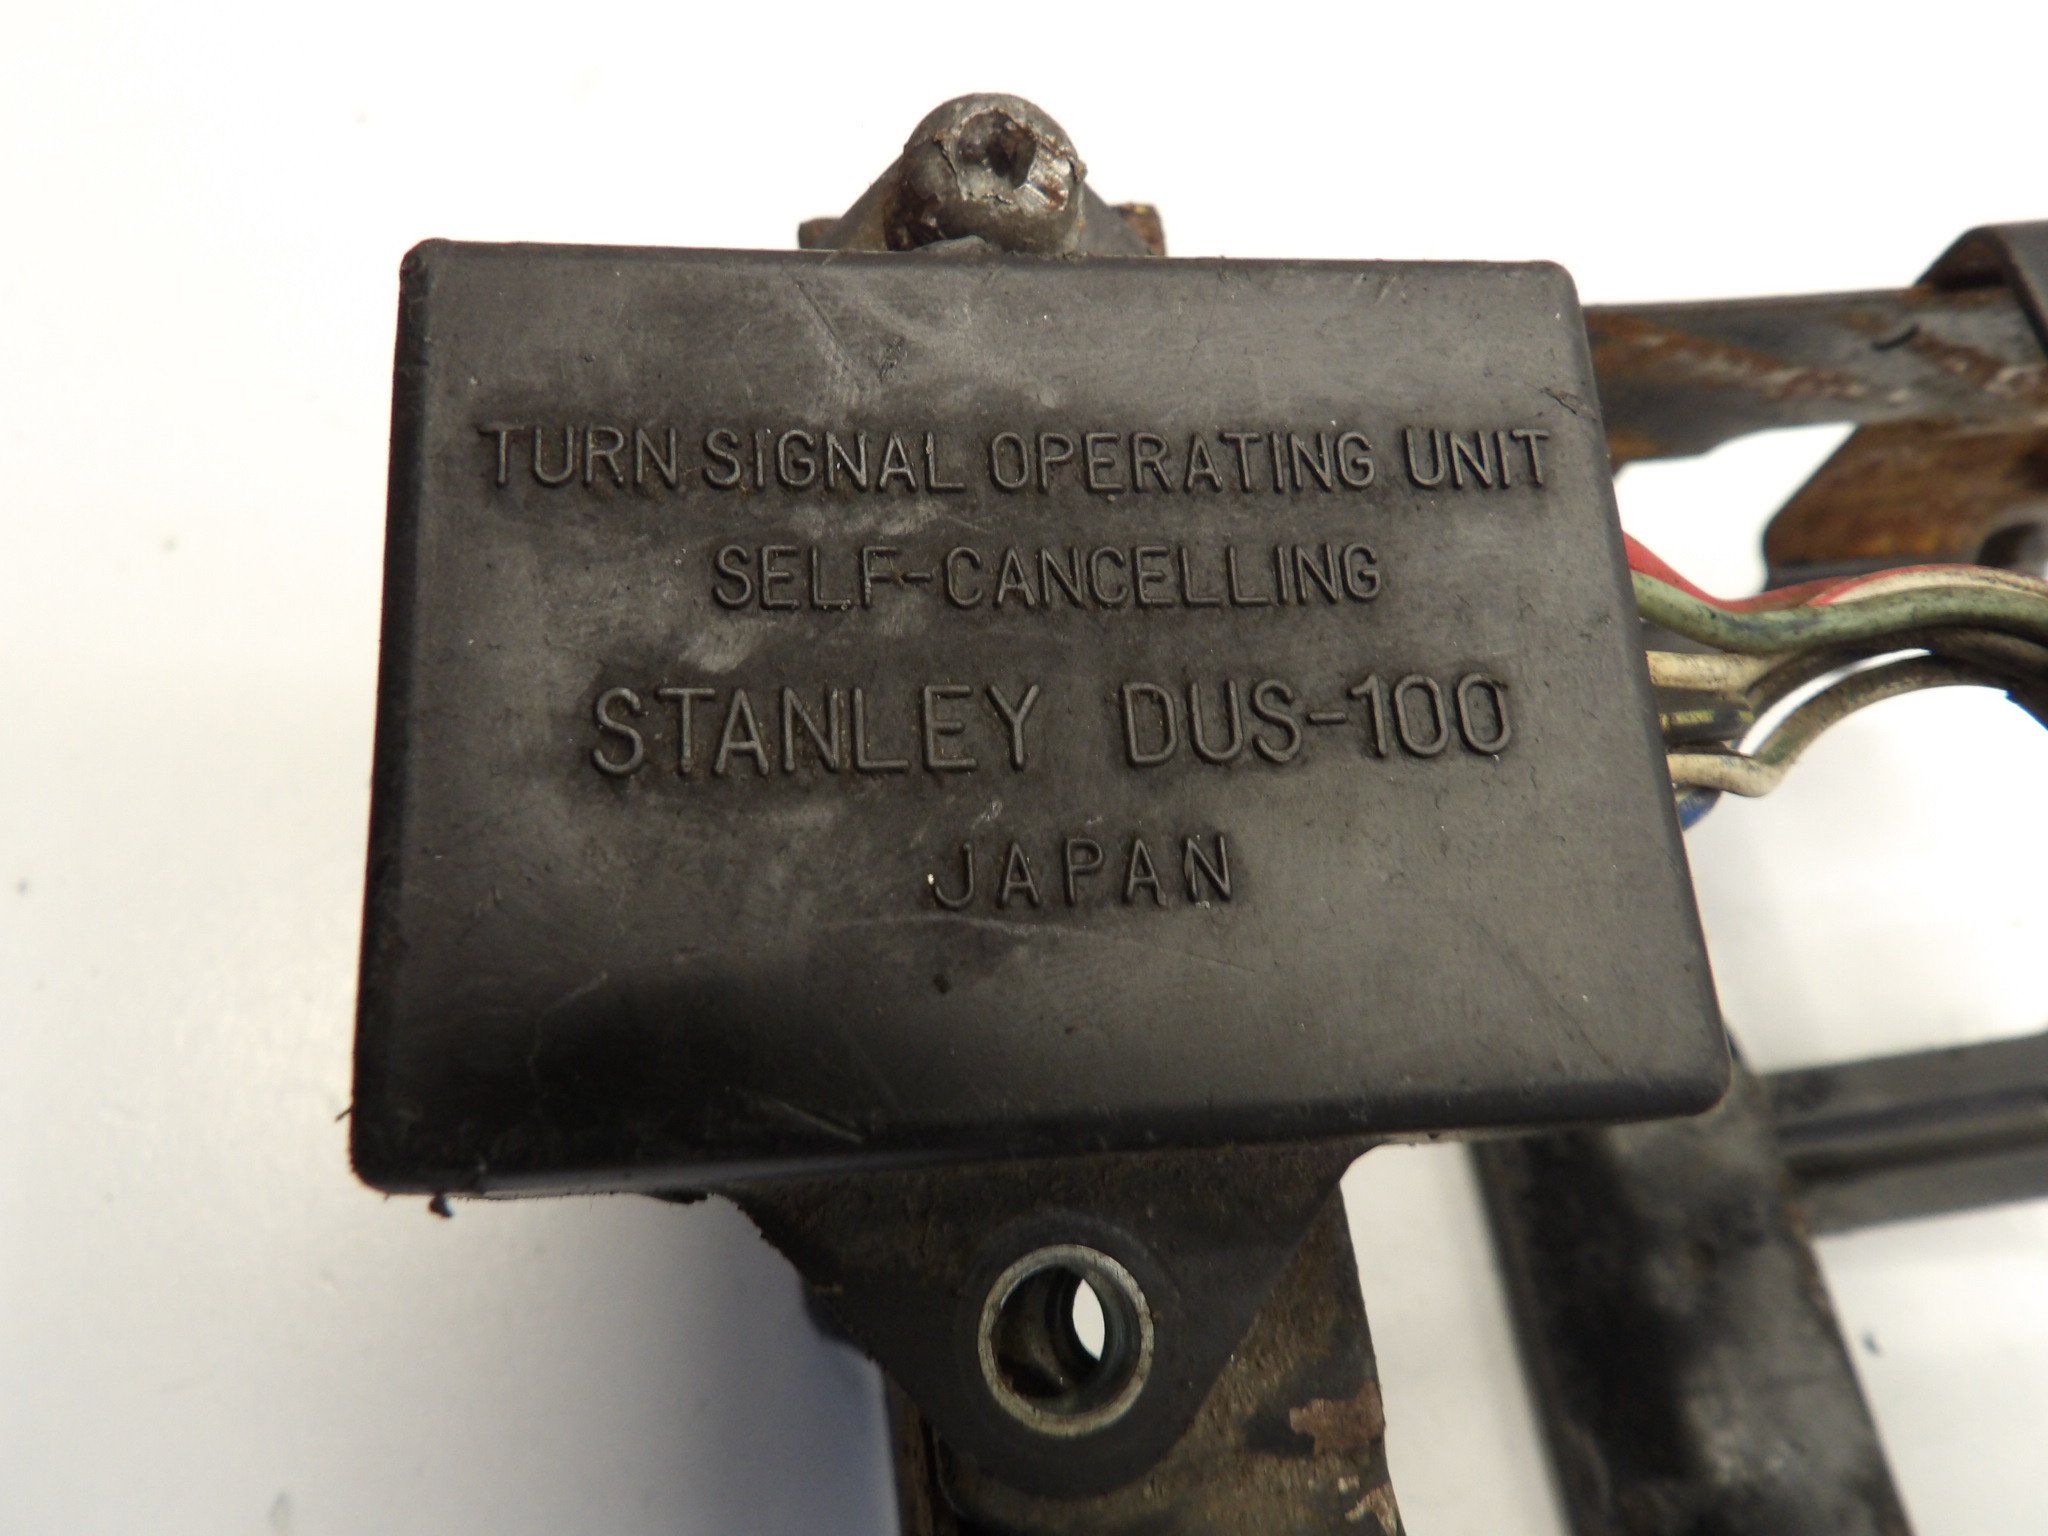 TURN SIGNAL OPERATING UNIT
SELF-CANCELLING
STANLEY DUS-100
JAPAN